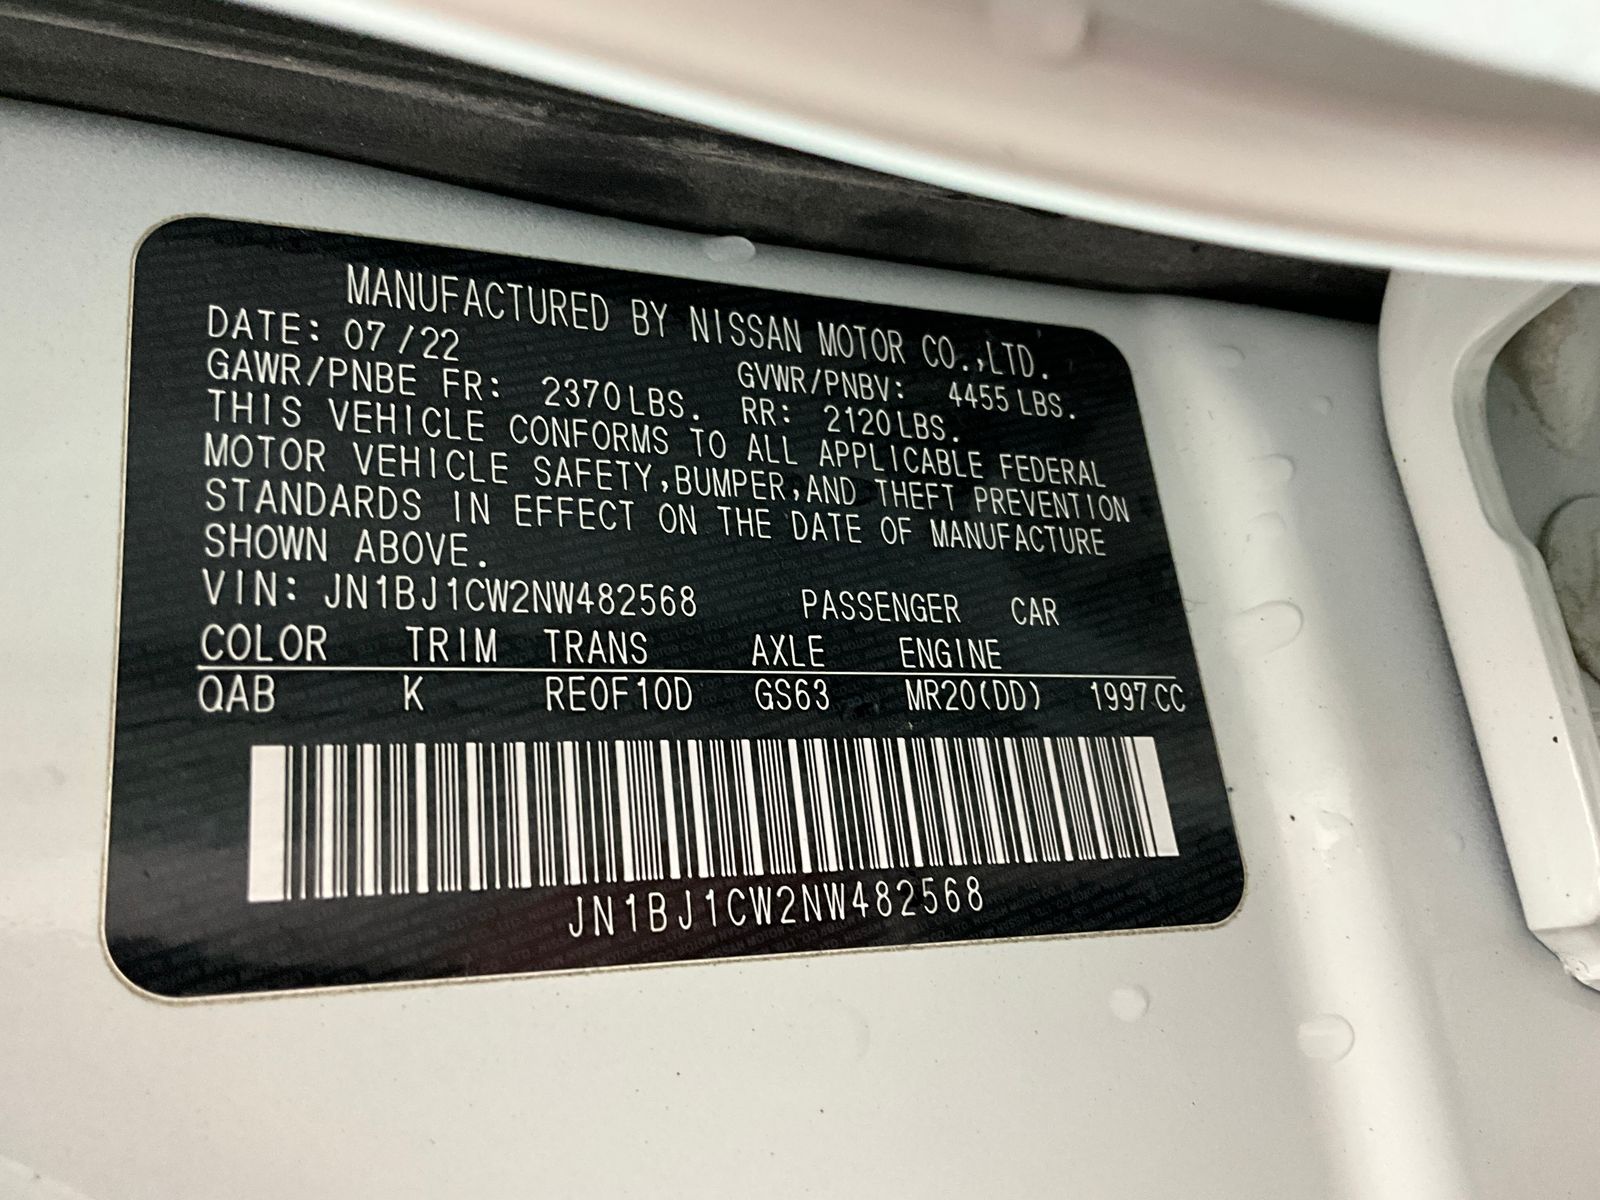 MANUFACTURED BY NISSAN MOTOR CO.,LTD.
DATE: 07/22 GVWR/PNBV: 4455 LBS.
GAWR/PNBE FR: 2370LBS. RR: 2120LBS.
THIS VEHICLE CONFORMS TO ALL APPLICABLE FEDERAL
MOTOR VEHICLE SAFETY,BUMPER,AND THEFT PREVENTION
STANDARDS IN EFFECT ON THE DATE OF MANUFACTURE
SHOWN ABOVE.
VIN: JN1BJ1CW2NW482568 PASSENGER CAR
COLOR TRIM TRANS AXLE ENGINE
QAB K RE0F10D GS63 MR20(DD) 1997CC
JN1BJ1CW2NW482568